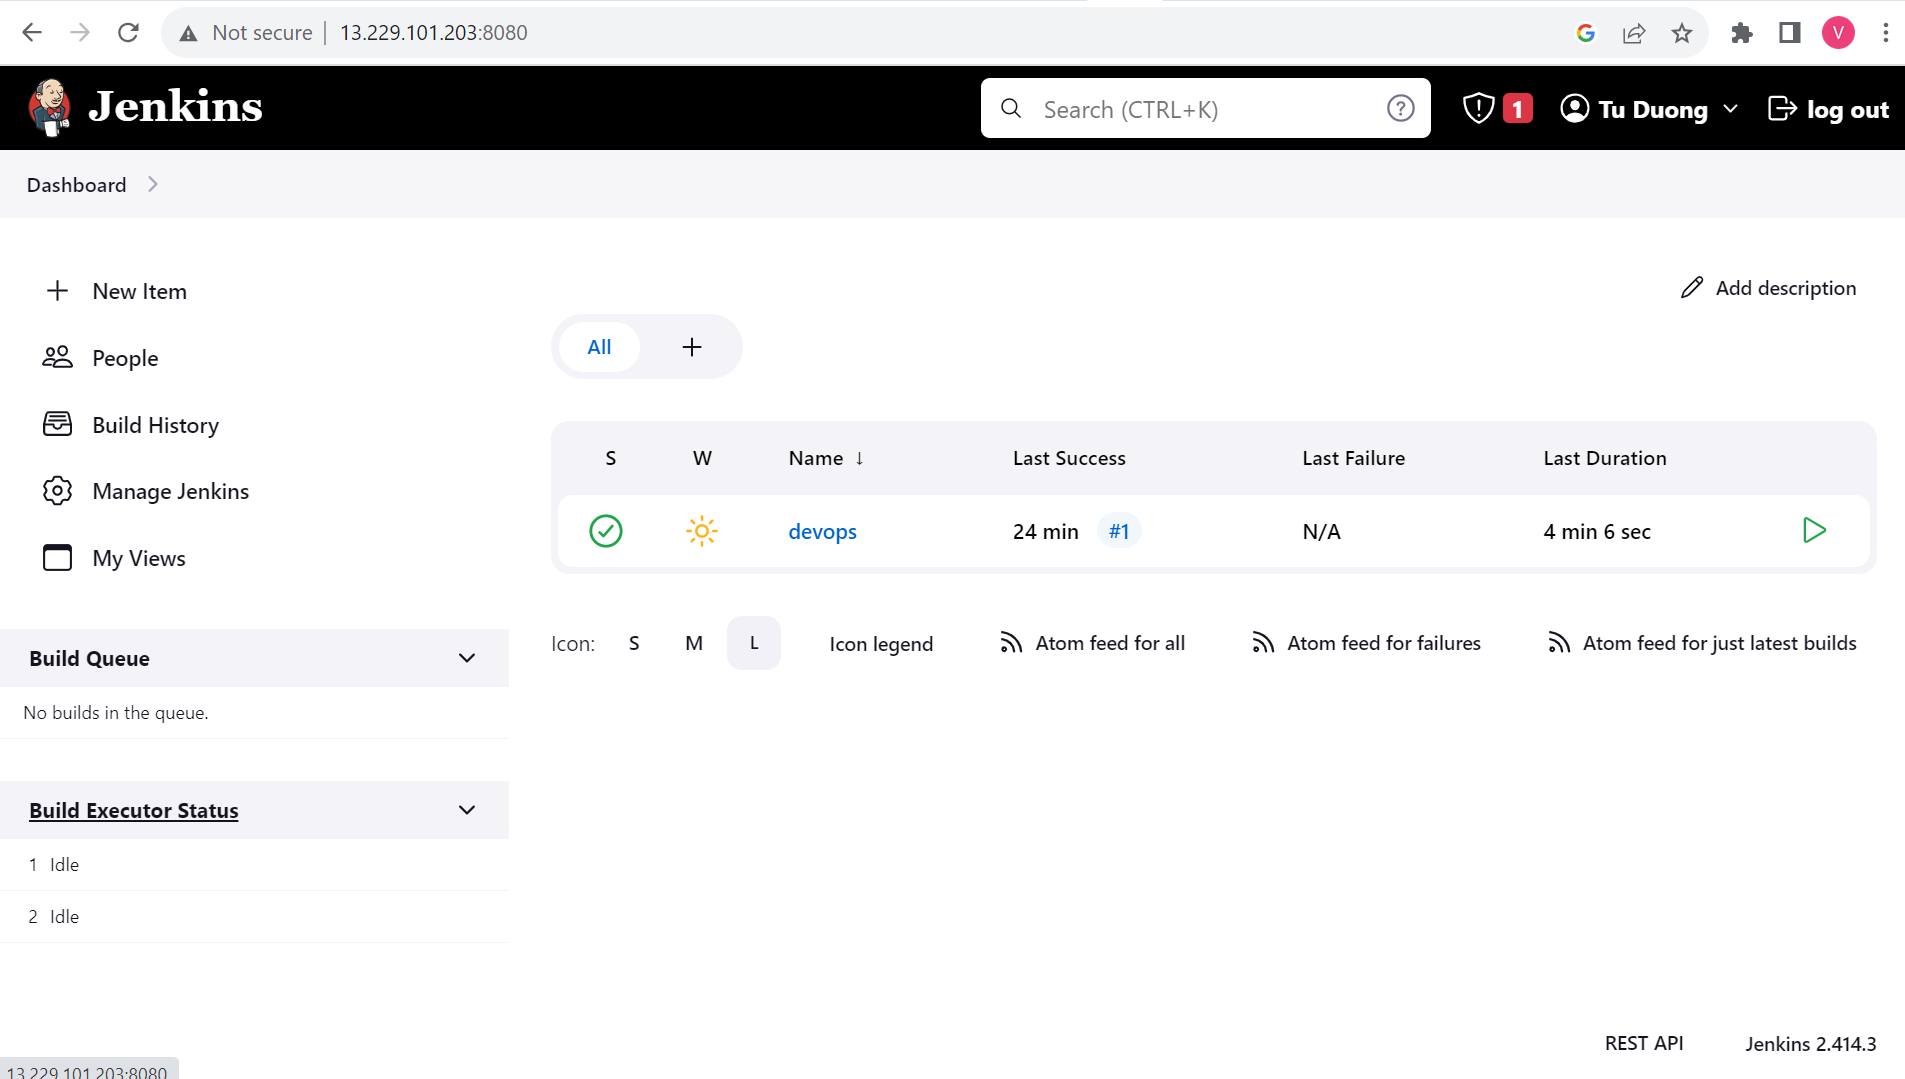 Not secure | 13.229.101.203:8080
V
Jenkins
Search (CTRL+K)
1
Tu Duong
log out
Dashboard
New Item
People
Build History
Manage Jenkins
My Views
Add description
All
S W Name ↓ Last Success Last Failure Last Duration
devops 24 min #1 N/A 4 min 6 sec
Icon: S M L Icon legend Atom feed for all Atom feed for failures Atom feed for just latest builds
Build Queue
No builds in the queue.
Build Executor Status
1 Idle
2 Idle
REST API Jenkins 2.414.3
13.229.101.203:8080